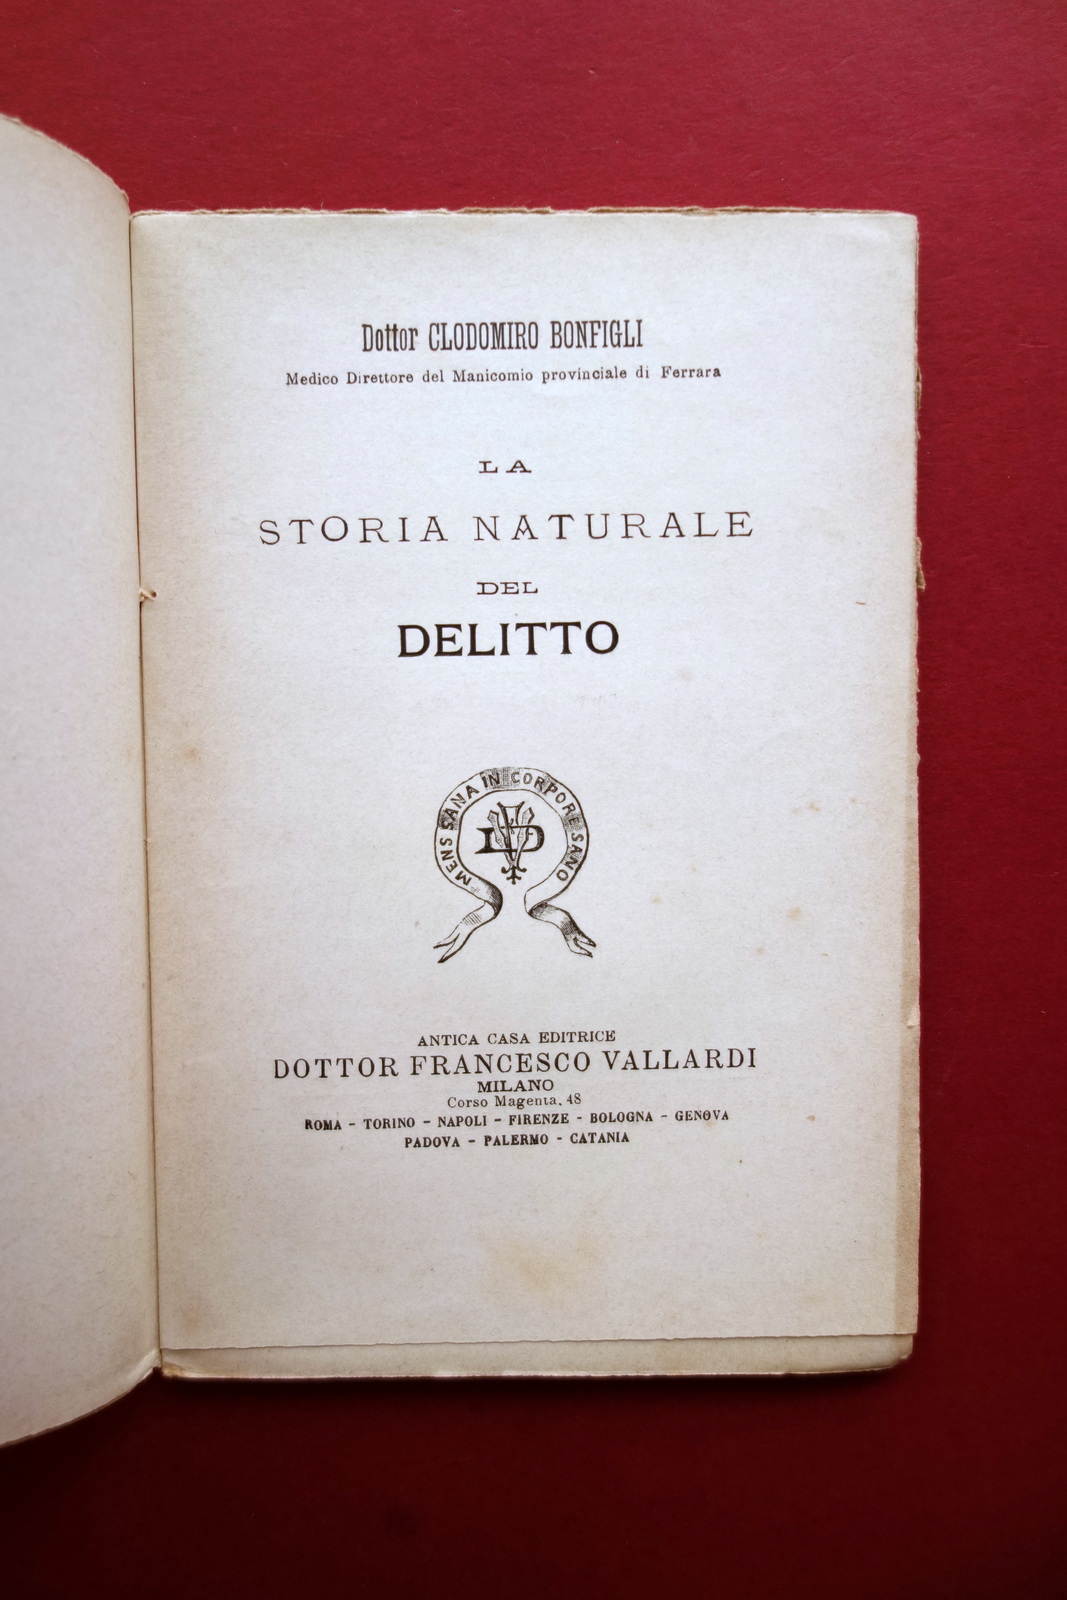 Dottor CLODOMIRO BONFIGLI
Medico Direttore del Manicomio provinciale di Ferrara
LA
STORIA NATURALE
DEL
DELITTO
MENS SANA IN CORPORE SANO
ANTICA CASA EDITRICE
DOTTOR FRANCESCO VALLARDI
MILANO
Corso Magenta, 48
ROMA - TORINO - NAPOLI - FIRENZE - BOLOGNA - GENOVA
PADOVA - PALERMO - CATANIA